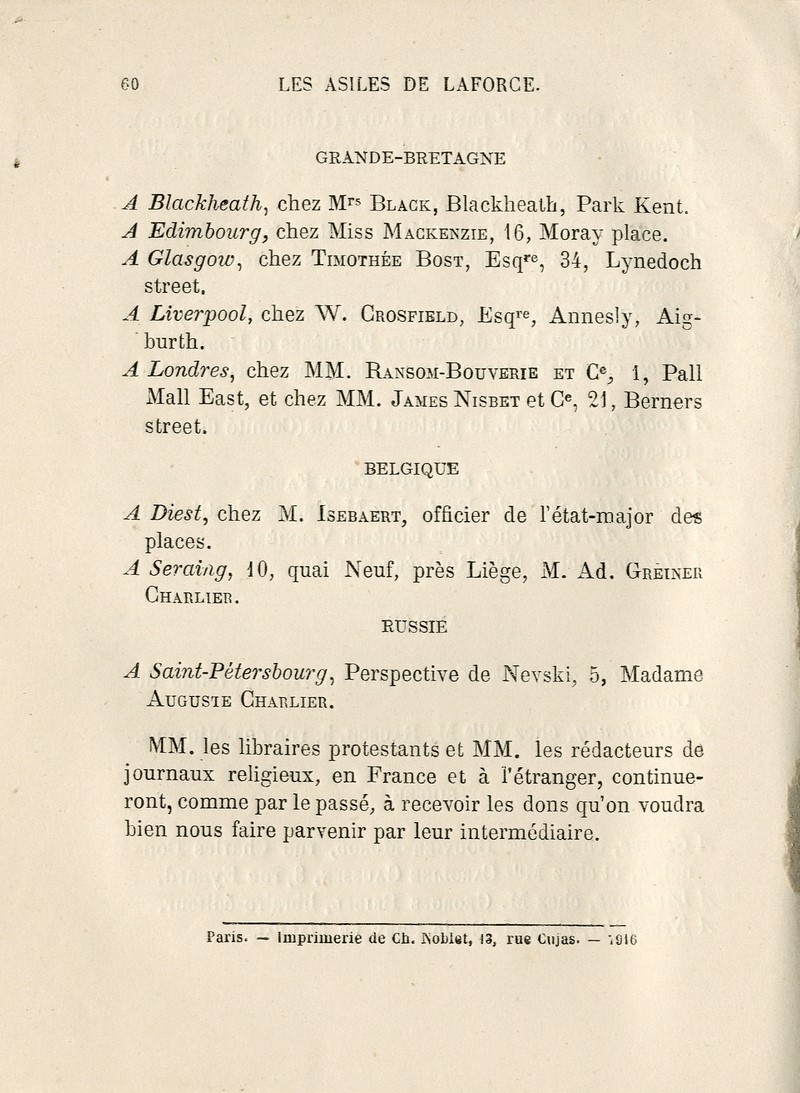 60 LES ASILES DE LAFORCE.
GRANDE-BRETAGNE
A Blackheath, chez Mrs BLACK, Blackheath, Park Kent.
A Edimbourg, chez Miss MACKENZIE, 16, Moray place.
A Glasgow, chez TIMOTHÉE BOST, Esqre, 34, Lynedoch
street.
A Liverpool, chez W. CROSFIELD, Esqre, Annesly, Aig-
burth.
A Londres, chez MM. RANSOM-BOUVERIE ET Ce, 1, Pall
Mall East, et chez MM. JAMES NISBET et Ce, 21, Berners
street.
BELGIQUE
A Diest, chez M. ISEBAERT, officier de l'état-major des
places.
A Seraing, 10, quai Neuf, près Liège, M. Ad. GREINER
CHARLIER.
RUSSIE
A Saint-Pétersbourg, Perspective de Nevski, 5, Madame
AUGUSTE CHARLIER.
MM. les libraires protestants et MM. les rédacteurs de
journaux religieux, en France et à l'étranger, continue-
ront, comme par le passé, à recevoir les dons qu'on voudra
bien nous faire parvenir par leur intermédiaire.
Paris. — Imprimerie de Ch. Noblet, 13, rue Cujas. — 1916